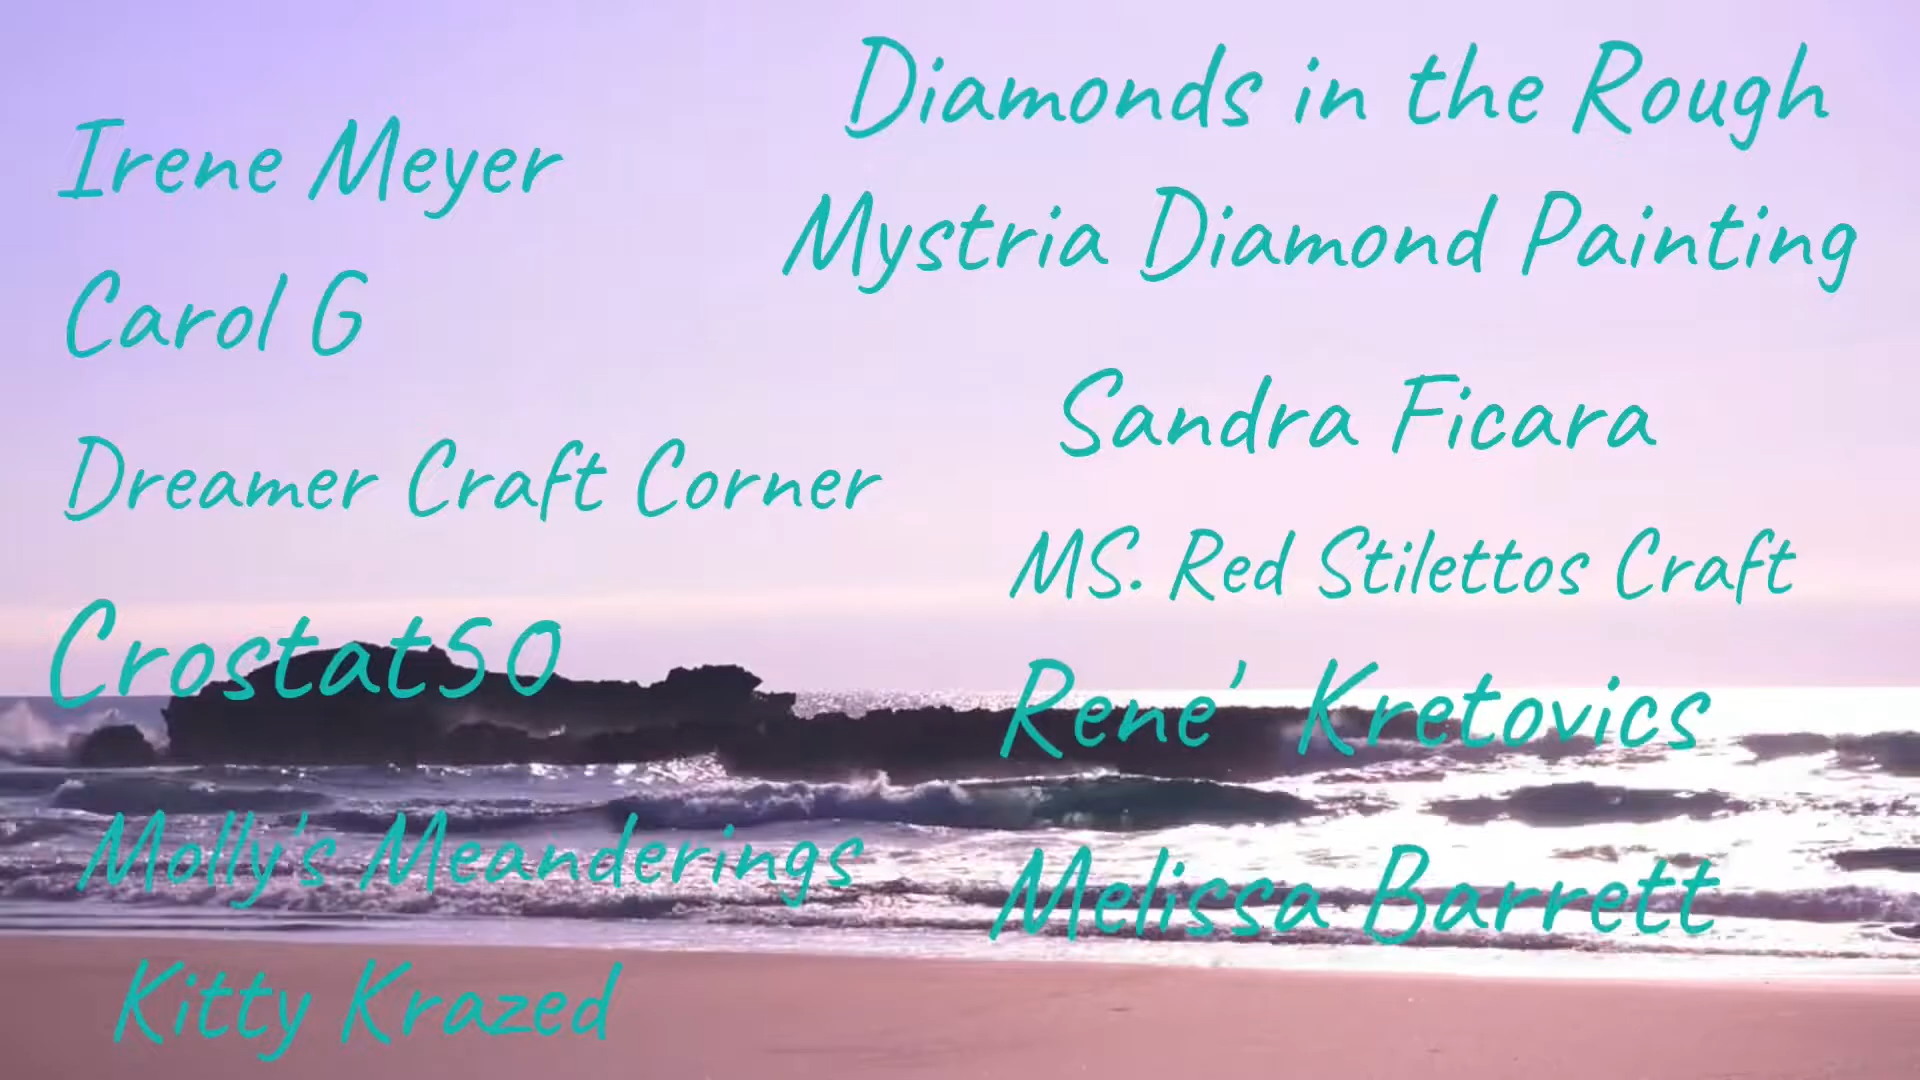 Irene Meyer
Carol G
Dreamer Craft Corner
Crostat50
Molly's Meanderings
Kitty Krazed
Diamonds in the Rough
Mystria Diamond Painting
Sandra Ficara
MS. Red Stilettos Craft
Rene' Kretovics
Melissa Barrett